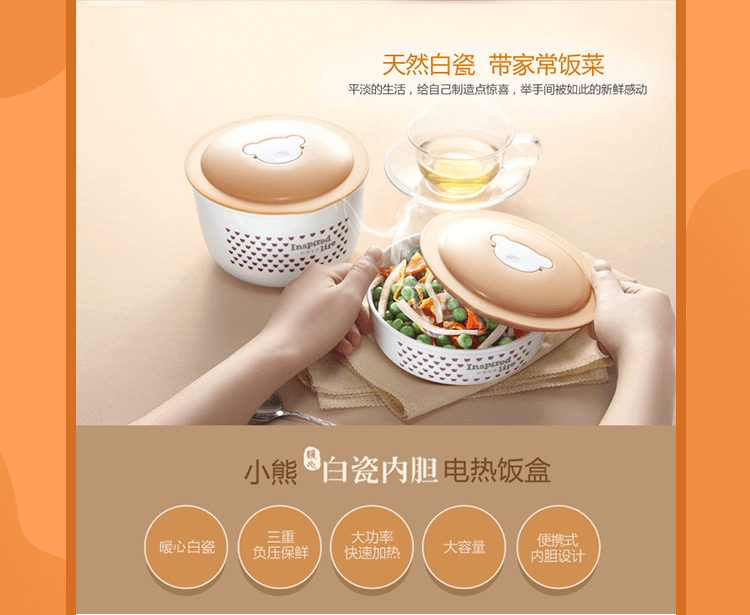 天然白瓷 带家常饭菜
平淡的生活，给自己制造点惊喜，举手间被如此的新鲜感动
Inspired
life
Inspired
life
小熊 暖心 白瓷内胆 电热饭盒
暖心白瓷
三重
负压保鲜
大功率
快速加热
大容量
便携式
内胆设计